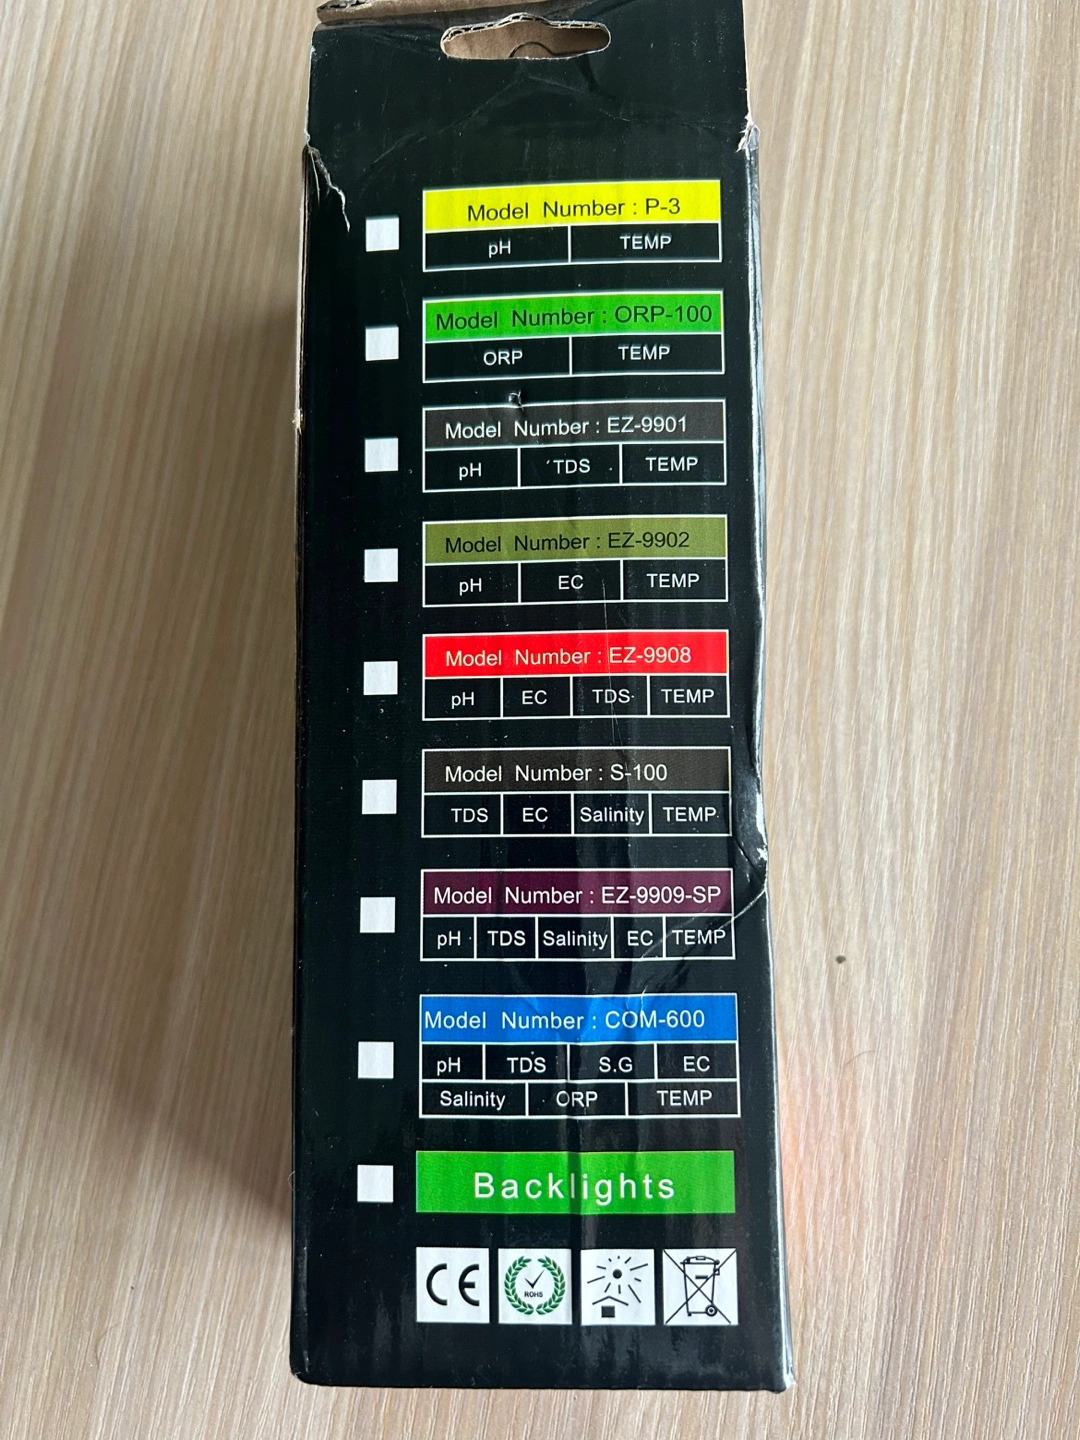 Model Number : P-3
pH TEMP
Model Number : ORP-100
ORP TEMP
Model Number : EZ-9901
pH TDS TEMP
Model Number : EZ-9902
pH EC TEMP
Model Number : EZ-9908
pH EC TDS TEMP
Model Number : S-100
TDS EC Salinity TEMP
Model Number : EZ-9909-SP
pH TDS Salinity EC TEMP
Model Number : COM-600
pH TDS S.G EC
Salinity ORP TEMP
Backlights
CE ROHS